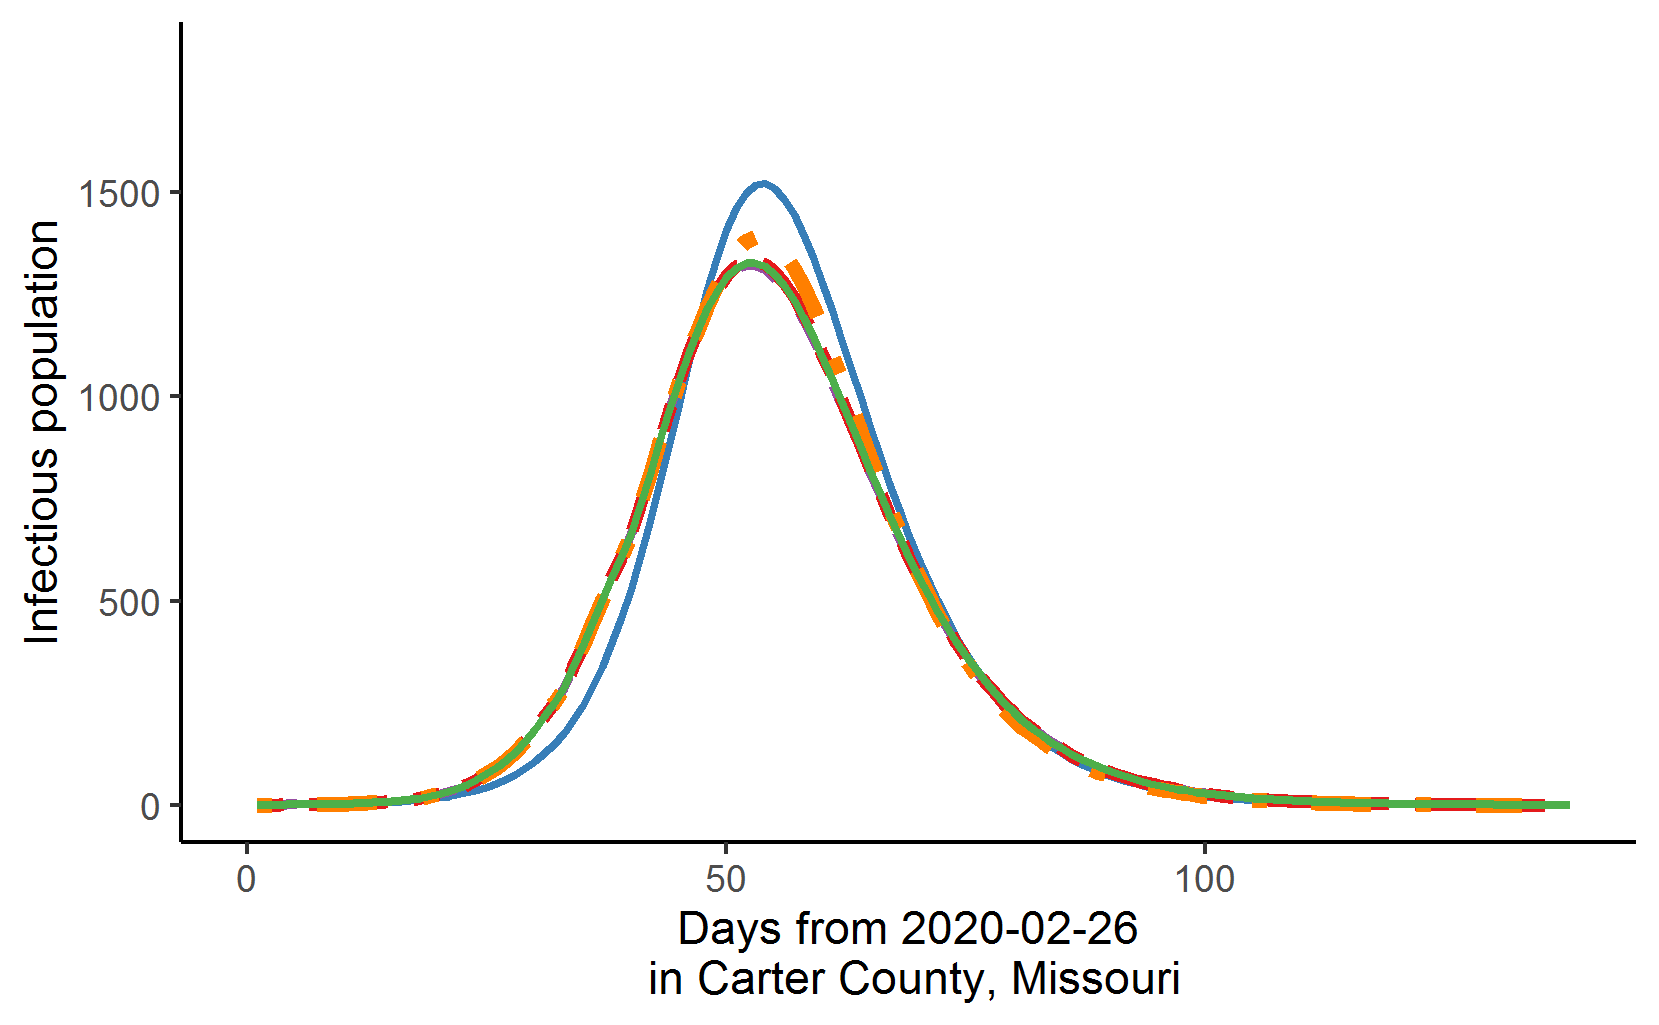 Infectious population
1500
1000
500
0
0 50 100
Days from 2020-02-26
in Carter County, Missouri